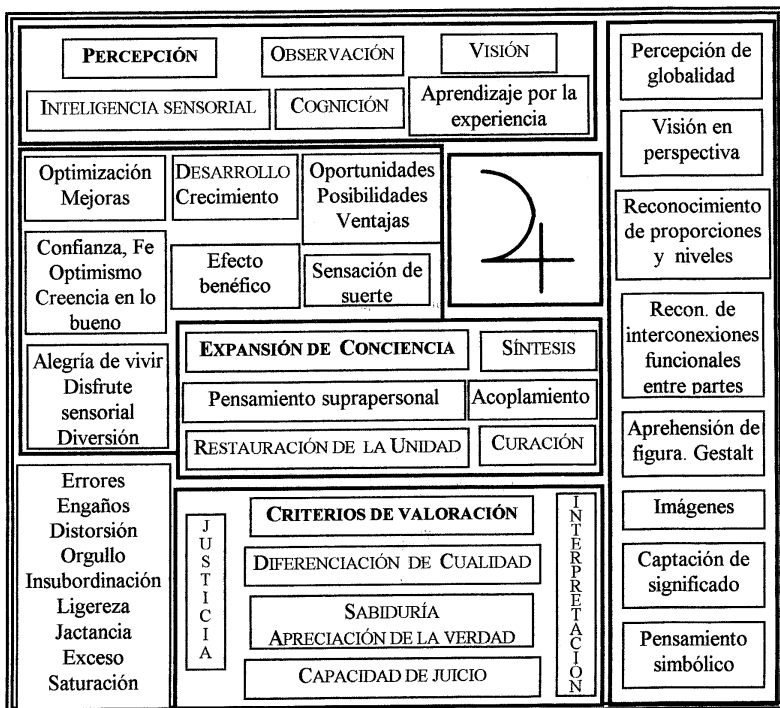 PERCEPCIÓN
OBSERVACIÓN
VISIÓN
INTELIGENCIA SENSORIAL
COGNICIÓN
Aprendizaje por la
experiencia
Optimización
Mejoras
DESARROLLO
Crecimiento
Oportunidades
Posibilidades
Ventajas
Confianza, Fe
Optimismo
Creencia en lo
bueno
Efecto
benéfico
Sensación de
suerte
Alegría de vivir
Disfrute
sensorial
Diversión
EXPANSIÓN DE CONCIENCIA
SÍNTESIS
Pensamiento suprapersonal
Acoplamiento
RESTAURACIÓN DE LA UNIDAD
CURACIÓN
Errores
Engaños
Distorsión
Orgullo
Insubordinación
Ligereza
Jactancia
Exceso
Saturación
JUSTICIA
CRITERIOS DE VALORACIÓN
DIFERENCIACIÓN DE CUALIDAD
SABIDURÍA
APRECIACIÓN DE LA VERDAD
CAPACIDAD DE JUICIO
INTERPRETACIÓN
Percepción de
globalidad
Visión en
perspectiva
Reconocimiento
de proporciones
y niveles
Recon. de
interconexiones
funcionales
entre partes
Aprehensión de
figura. Gestalt
Imágenes
Captación de
significado
Pensamiento
simbólico